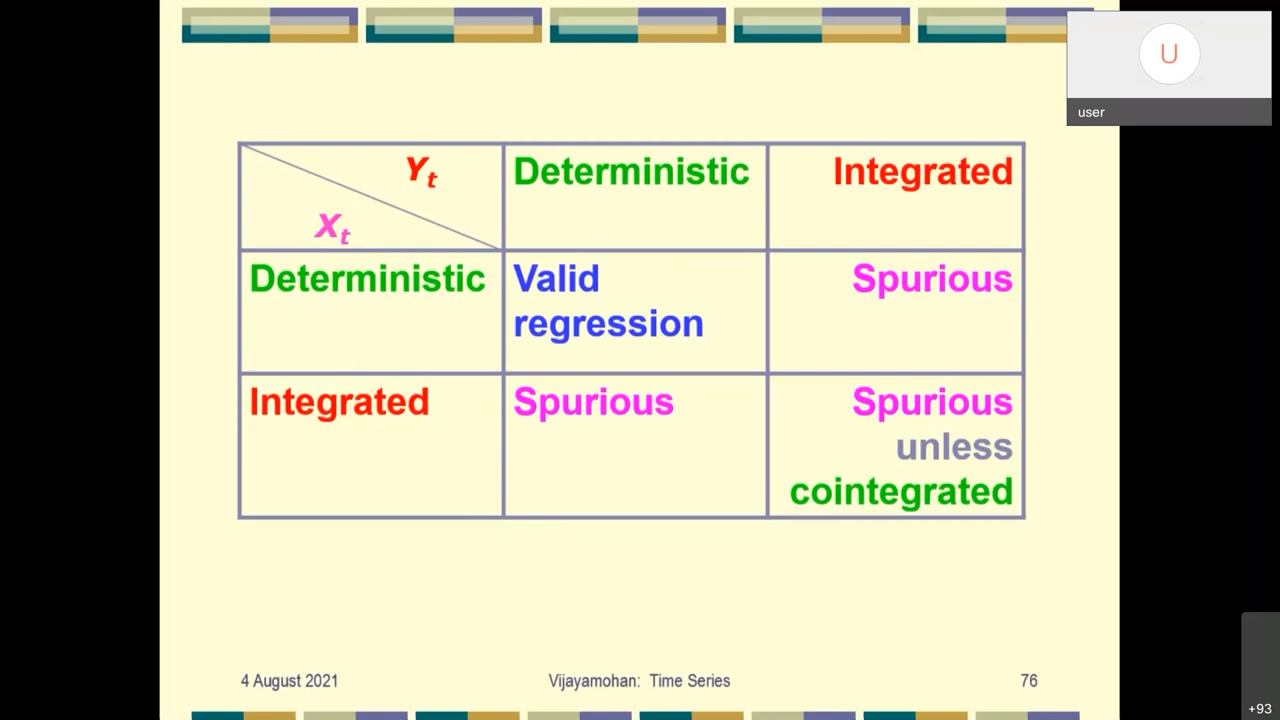 U
user
Yt
Xt
Deterministic
Integrated
Deterministic
Valid
regression
Spurious
Integrated
Spurious
Spurious
unless
cointegrated
4 August 2021
Vijayamohan: Time Series
76
+93